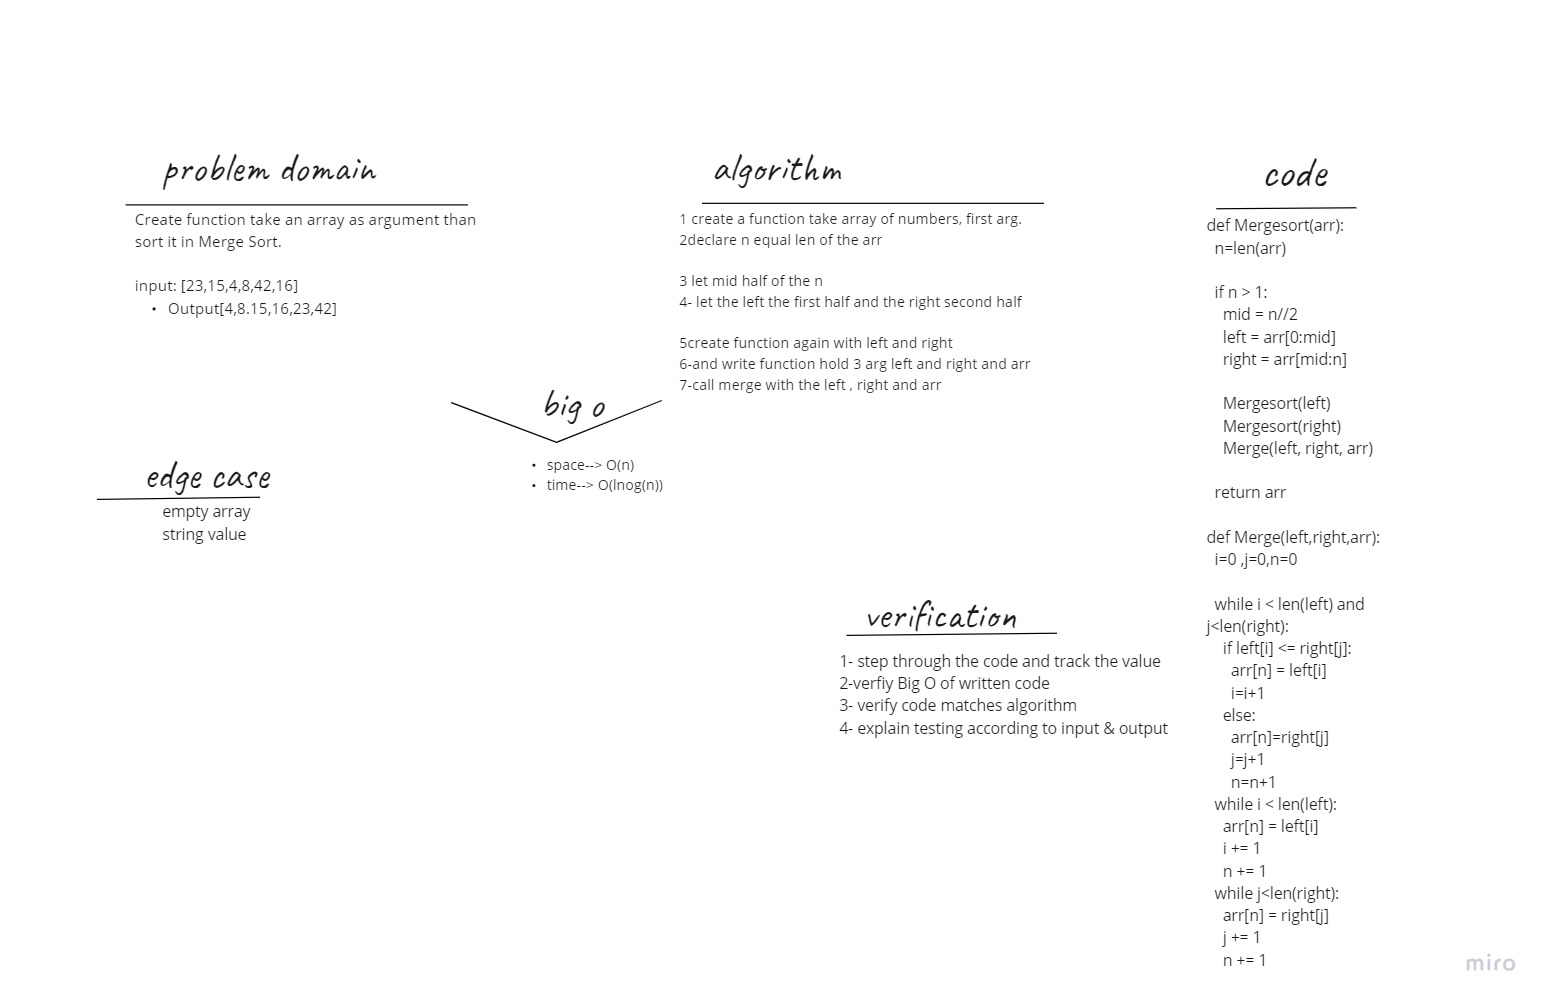 problem domain
Create function take an array as argument than
sort it in Merge Sort.
input: [23,15,4,8,42,16]
• Output[4,8.15,16,23,42]
edge case
empty array
string value
big o
• space--> O(n)
• time--> O(lnog(n))
algorithm
1 create a function take array of numbers, first arg.
2declare n equal len of the arr
3 let mid half of the n
4- let the left the first half and the right second half
5create function again with left and right
6-and write function hold 3 arg left and right and arr
7-call merge with the left , right and arr
verification
1- step through the code and track the value
2-verfiy Big O of written code
3- verify code matches algorithm
4- explain testing according to input & output
code
def Mergesort(arr):
n=len(arr)
if n > 1:
mid = n//2
left = arr[0:mid]
right = arr[mid:n]
Mergesort(left)
Mergesort(right)
Merge(left, right, arr)
return arr
def Merge(left,right,arr):
i=0 ,j=0,n=0
while i < len(left) and
j<len(right):
if left[i] <= right[j]:
arr[n] = left[i]
i=i+1
else:
arr[n]=right[j]
j=j+1
n=n+1
while i < len(left):
arr[n] = left[i]
i += 1
n += 1
while j<len(right):
arr[n] = right[j]
j += 1
n += 1
miro